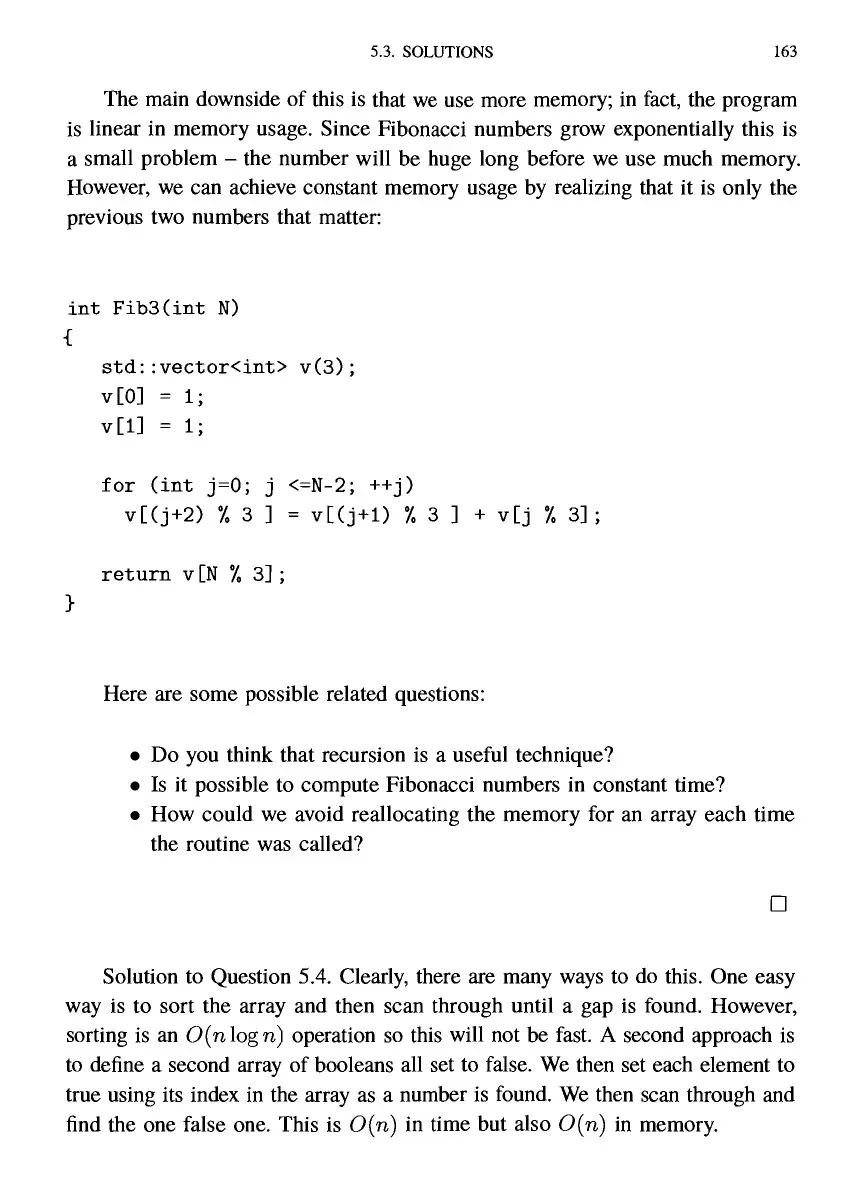 5.3. SOLUTIONS 163
The main downside of this is that we use more memory; in fact, the program
is linear in memory usage. Since Fibonacci numbers grow exponentially this is
a small problem – the number will be huge long before we use much memory.
However, we can achieve constant memory usage by realizing that it is only the
previous two numbers that matter:
int Fib3(int N)
{
std::vector<int> v(3);
v[0] = 1;
v[1] = 1;
for (int j=0; j <=N-2; ++j)
v[(j+2) % 3 ] = v[(j+1) % 3 ] + v[j % 3];
return v[N % 3];
}
Here are some possible related questions:
• Do you think that recursion is a useful technique?
• Is it possible to compute Fibonacci numbers in constant time?
• How could we avoid reallocating the memory for an array each time
the routine was called?
□
Solution to Question 5.4. Clearly, there are many ways to do this. One easy
way is to sort the array and then scan through until a gap is found. However,
sorting is an O(n log n) operation so this will not be fast. A second approach is
to define a second array of booleans all set to false. We then set each element to
true using its index in the array as a number is found. We then scan through and
find the one false one. This is O(n) in time but also O(n) in memory.